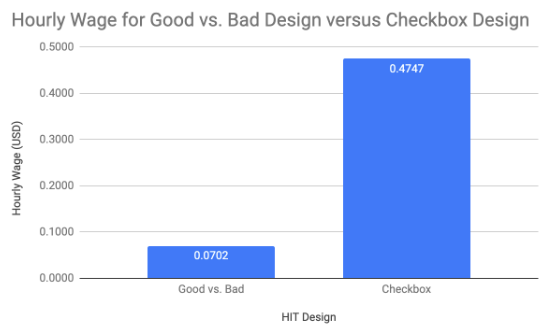 Hourly Wage for Good vs. Bad Design versus Checkbox Design
0.5000
0.4000
0.3000
0.2000
0.1000
0.0000
Hourly Wage (USD)
0.0702
0.4747
Good vs. Bad
Checkbox
HIT Design